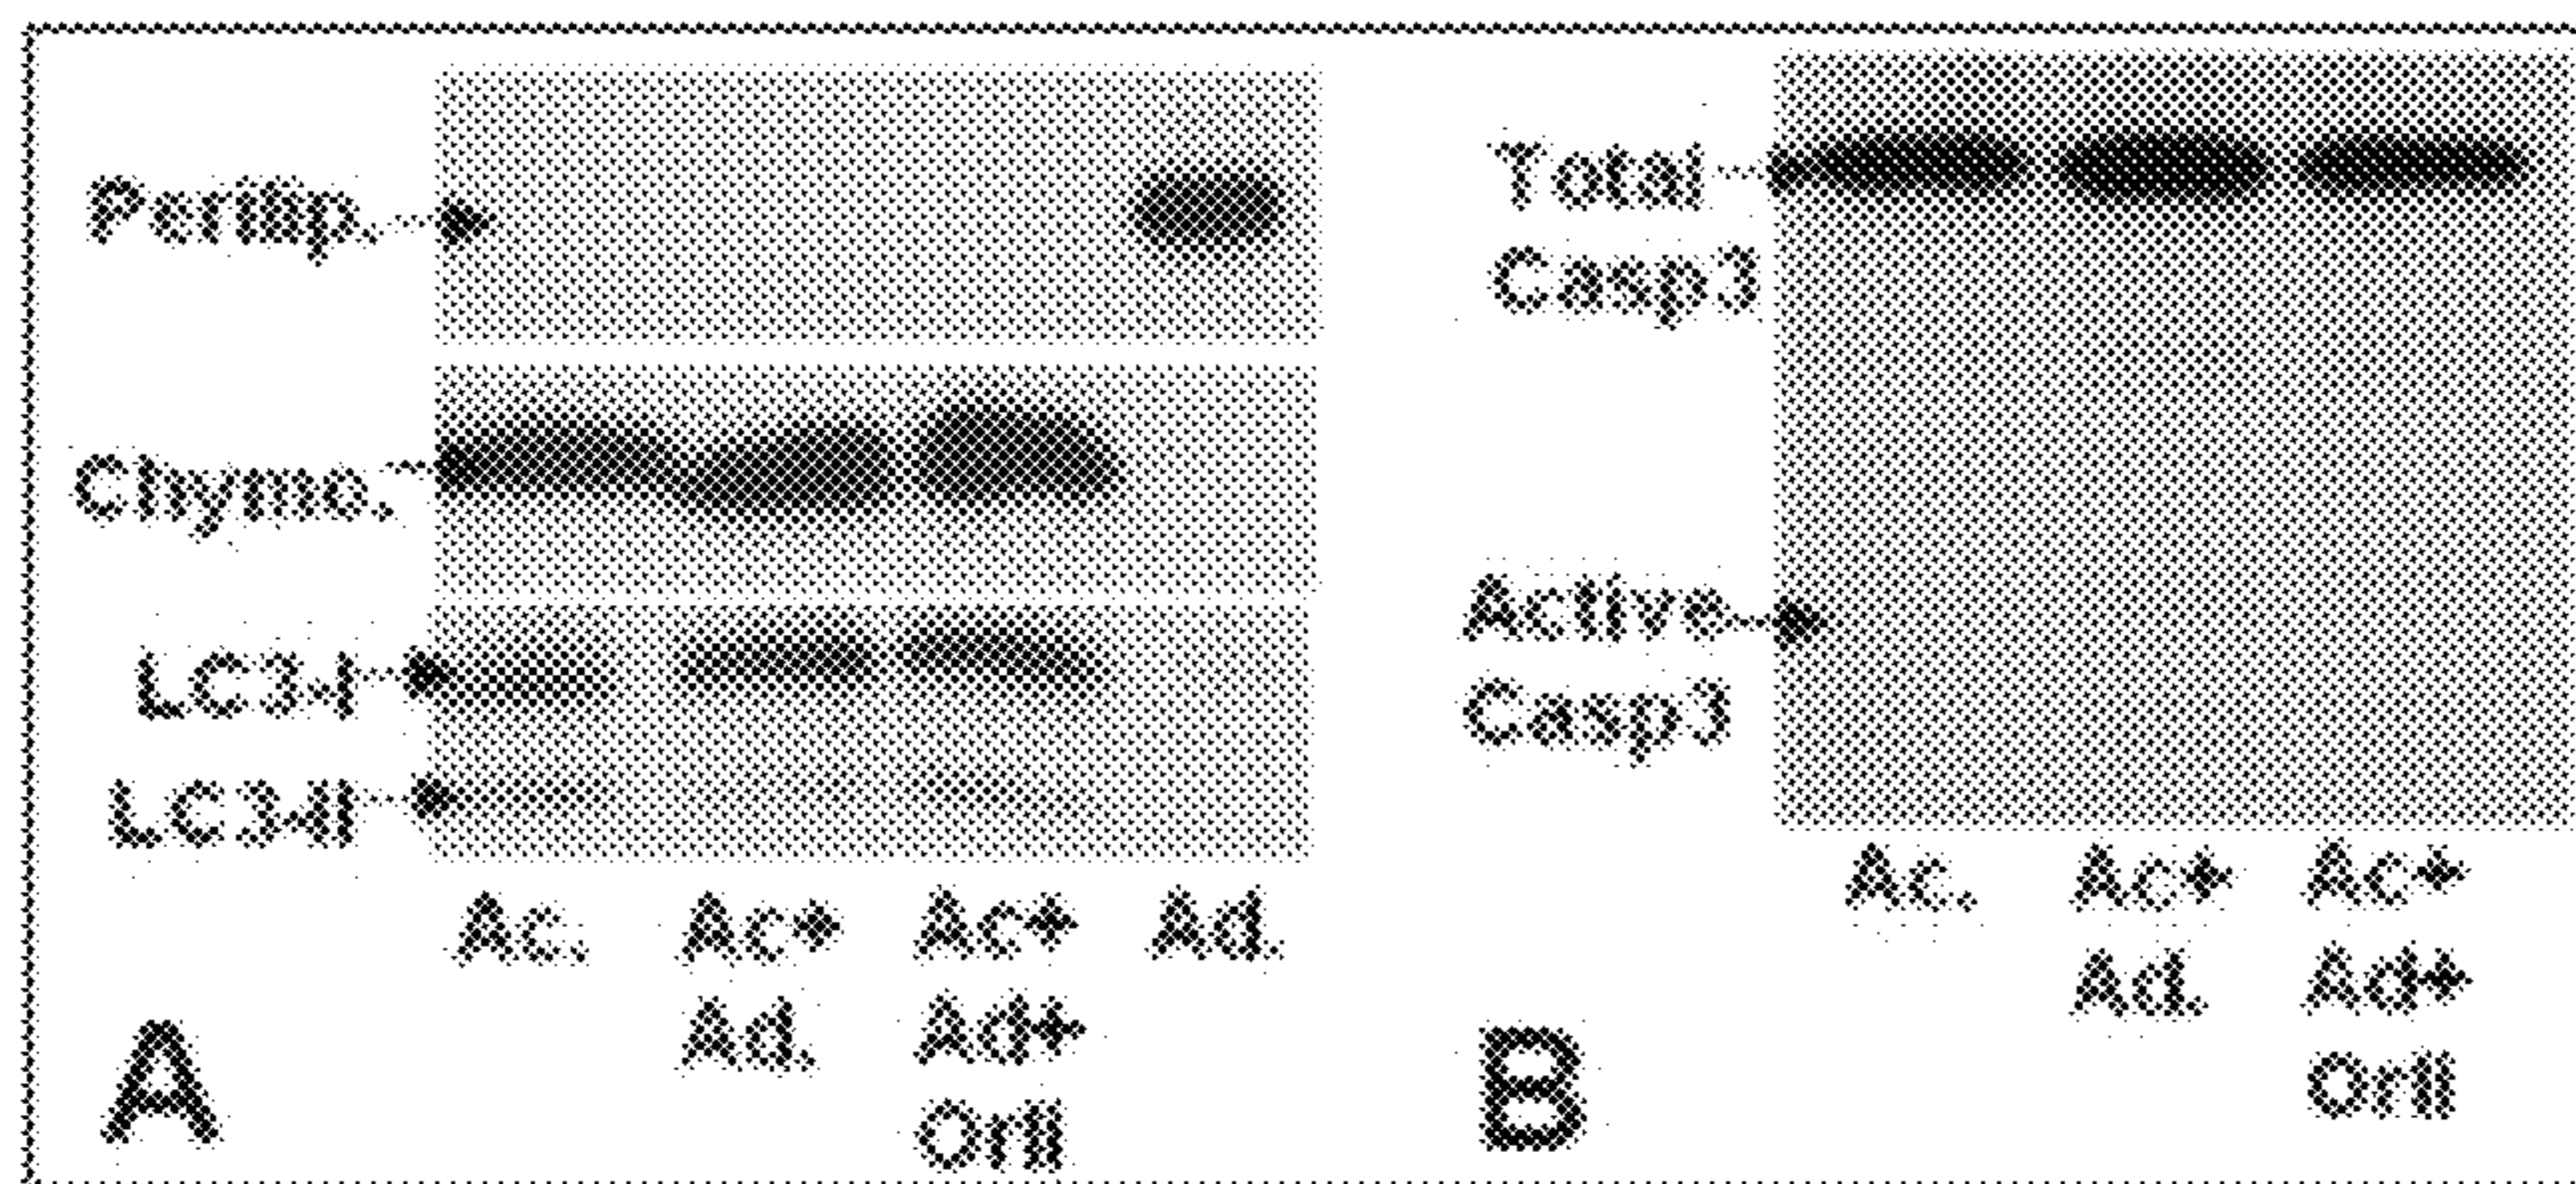 Perilip.
Chymo.
LC3-I
LC3-II
Ac.
Ac+
Ad.
Ac+
Ad+
Orli
Ad.
A
Total
Casp3
Active
Casp3
Ac.
Ac+
Ad.
Ac+
Ad+
Orli
B